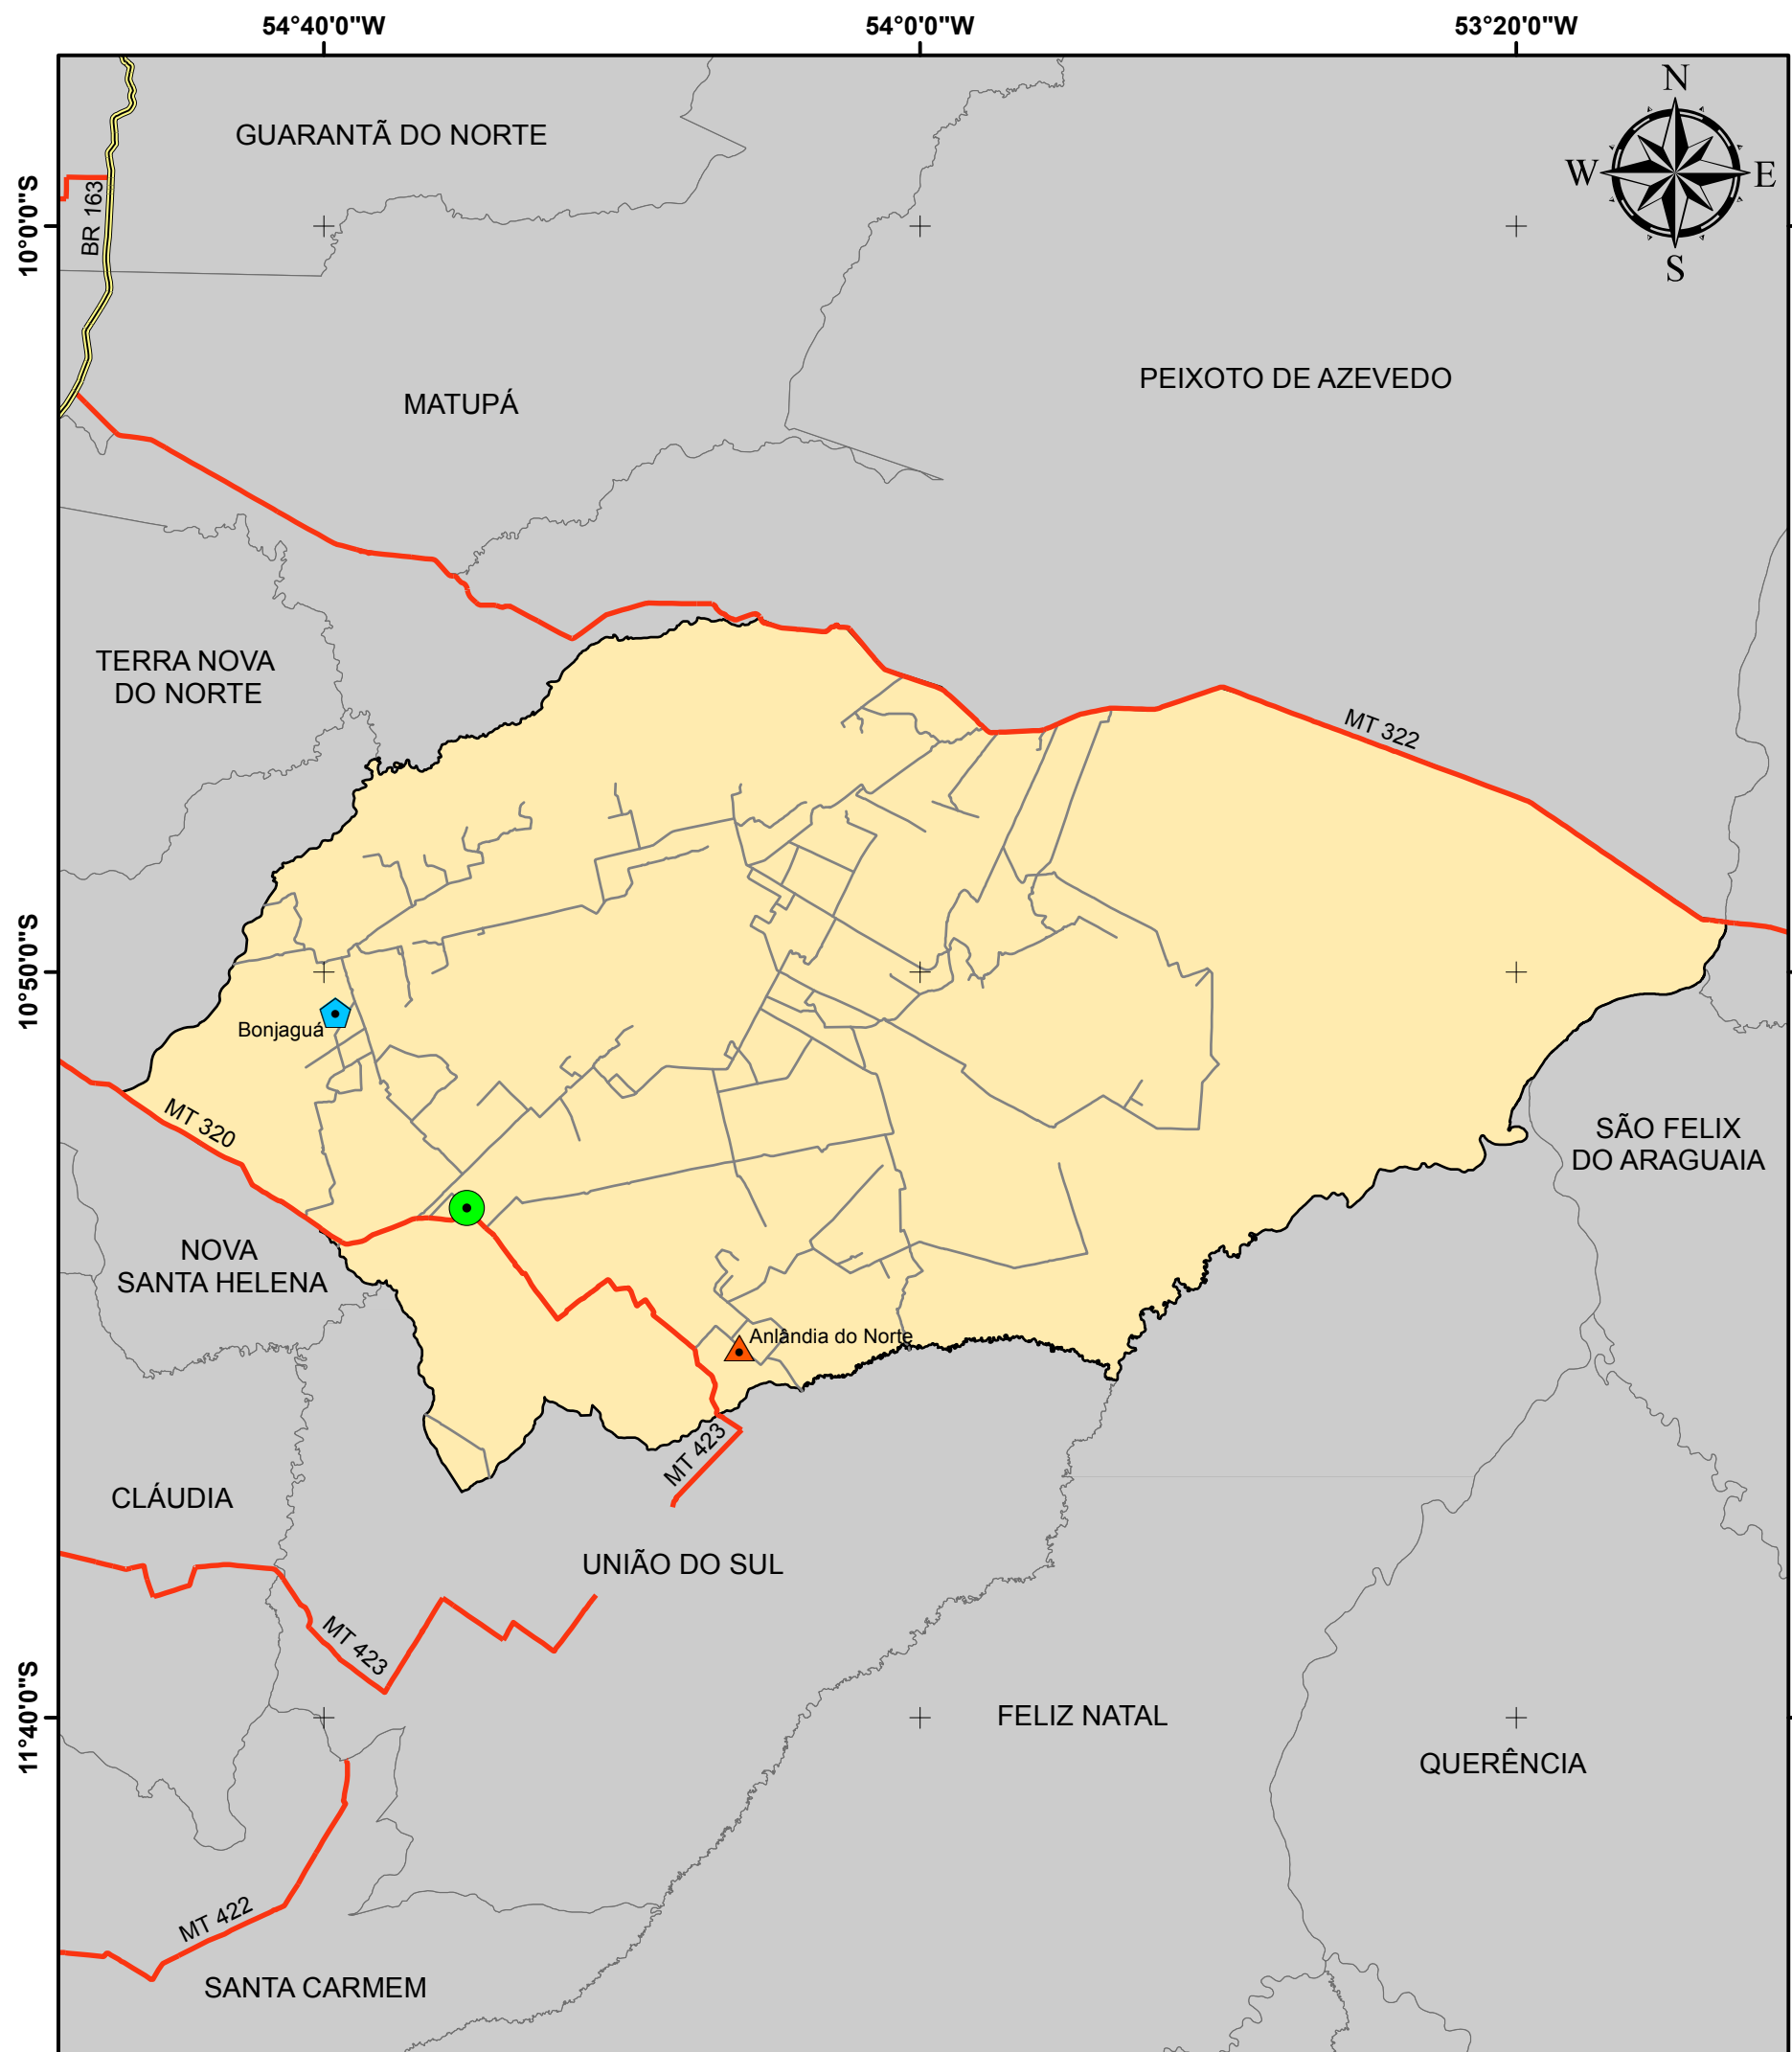 54°40'0"W
54°0'0"W
53°20'0"W
N
W
E
S
GUARANTÃ DO NORTE
10°0'0"S
BR 163
PEIXOTO DE AZEVEDO
MATUPÁ
TERRA NOVA
DO NORTE
MT 322
10°50'0"S
Bonjaguá
MT 320
SÃO FELIX
DO ARAGUAIA
NOVA
SANTA HELENA
Anlândia do Norte
MT 423
CLÁUDIA
UNIÃO DO SUL
MT 423
11°40'0"S
FELIZ NATAL
QUERÊNCIA
MT 422
SANTA CARMEM